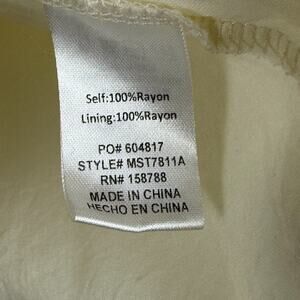 Self:100%Rayon
Lining:100%Rayon
PO# 604817
STYLE# MST7811A
RN# 158788
MADE IN CHINA
HECHO EN CHINA